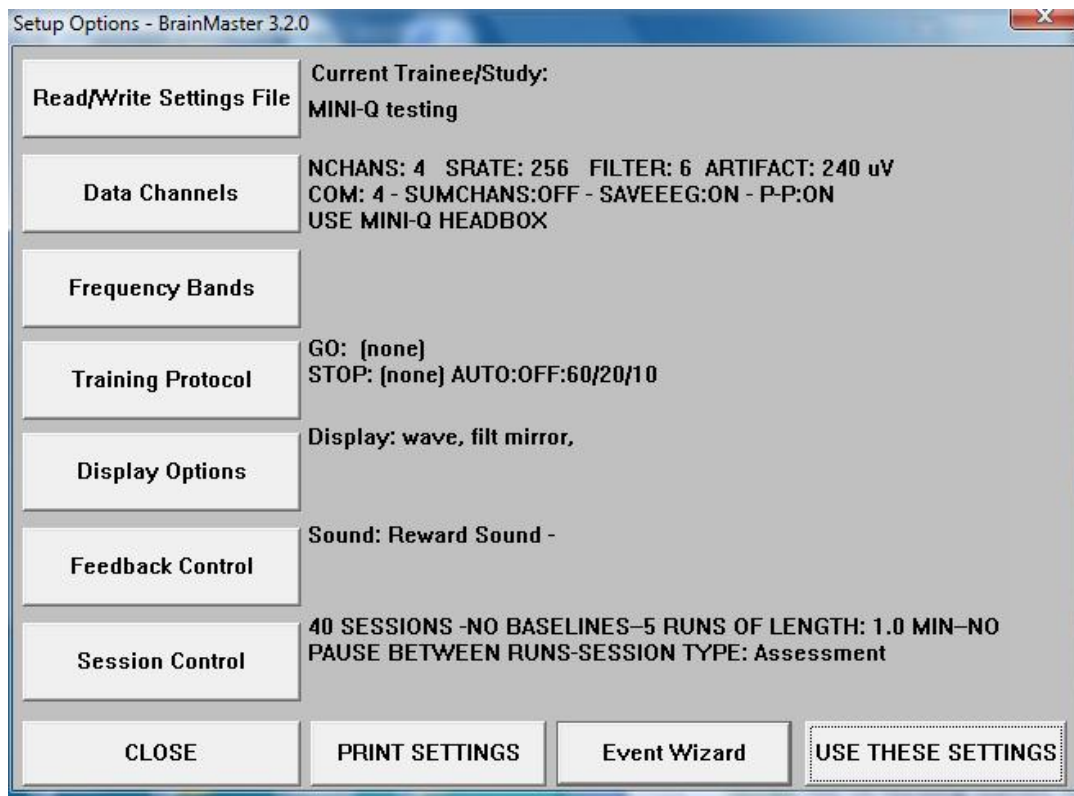 Setup Options - BrainMaster 3.2.0
X
Read/Write Settings File
Current Trainee/Study:
MINI-Q testing
Data Channels
NCHANS: 4 SRATE: 256 FILTER: 6 ARTIFACT: 240 uV
COM: 4 - SUMCHANS:OFF - SAVEEEG:ON - P-P:ON
USE MINI-Q HEADBOX
Frequency Bands
Training Protocol
GO: (none)
STOP: (none) AUTO:OFF:60/20/10
Display Options
Display: wave, filt mirror,
Feedback Control
Sound: Reward Sound -
Session Control
40 SESSIONS -NO BASELINES--5 RUNS OF LENGTH: 1.0 MIN--NO
PAUSE BETWEEN RUNS-SESSION TYPE: Assessment
CLOSE
PRINT SETTINGS
Event Wizard
USE THESE SETTINGS